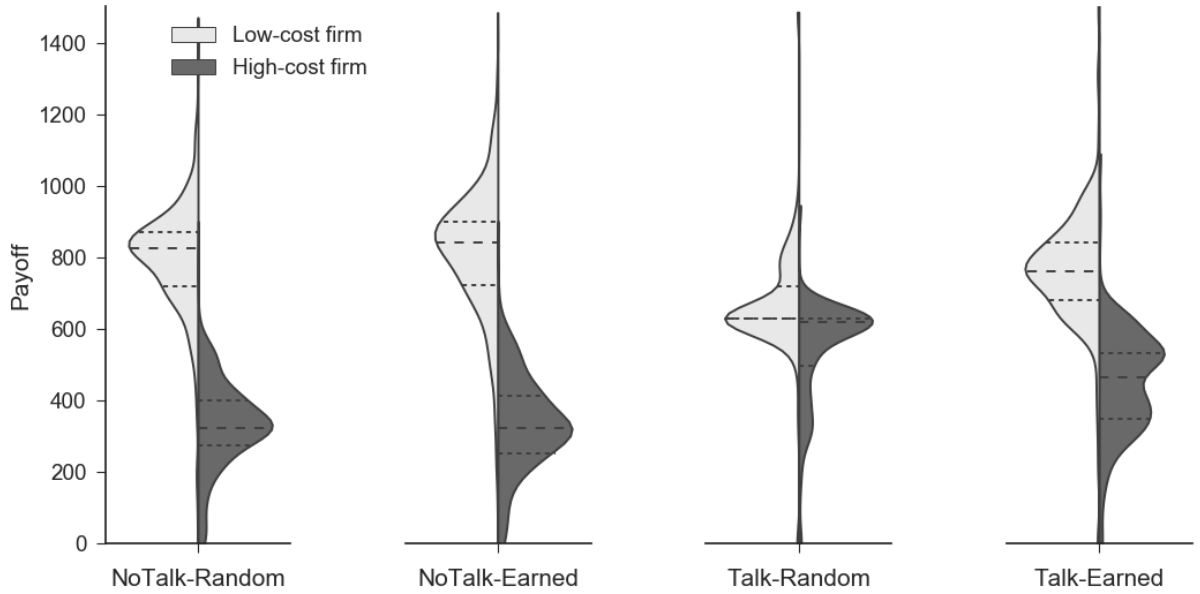 Low-cost firm
High-cost firm
Payoff
1400
1200
1000
800
600
400
200
0
NoTalk-Random
NoTalk-Earned
Talk-Random
Talk-Earned